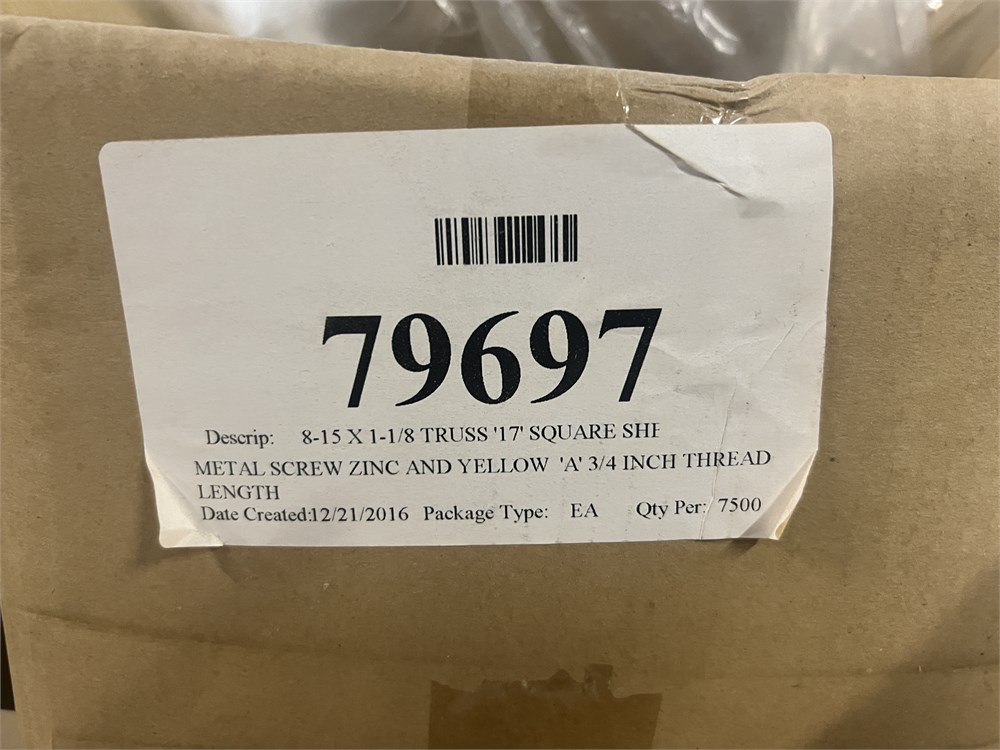 79697
Descrip: 8-15 X 1-1/8 TRUSS '17' SQUARE SHE
METAL SCREW ZINC AND YELLOW 'A' 3/4 INCH THREAD
LENGTH
Date Created:12/21/2016 Package Type: EA Qty Per: 7500